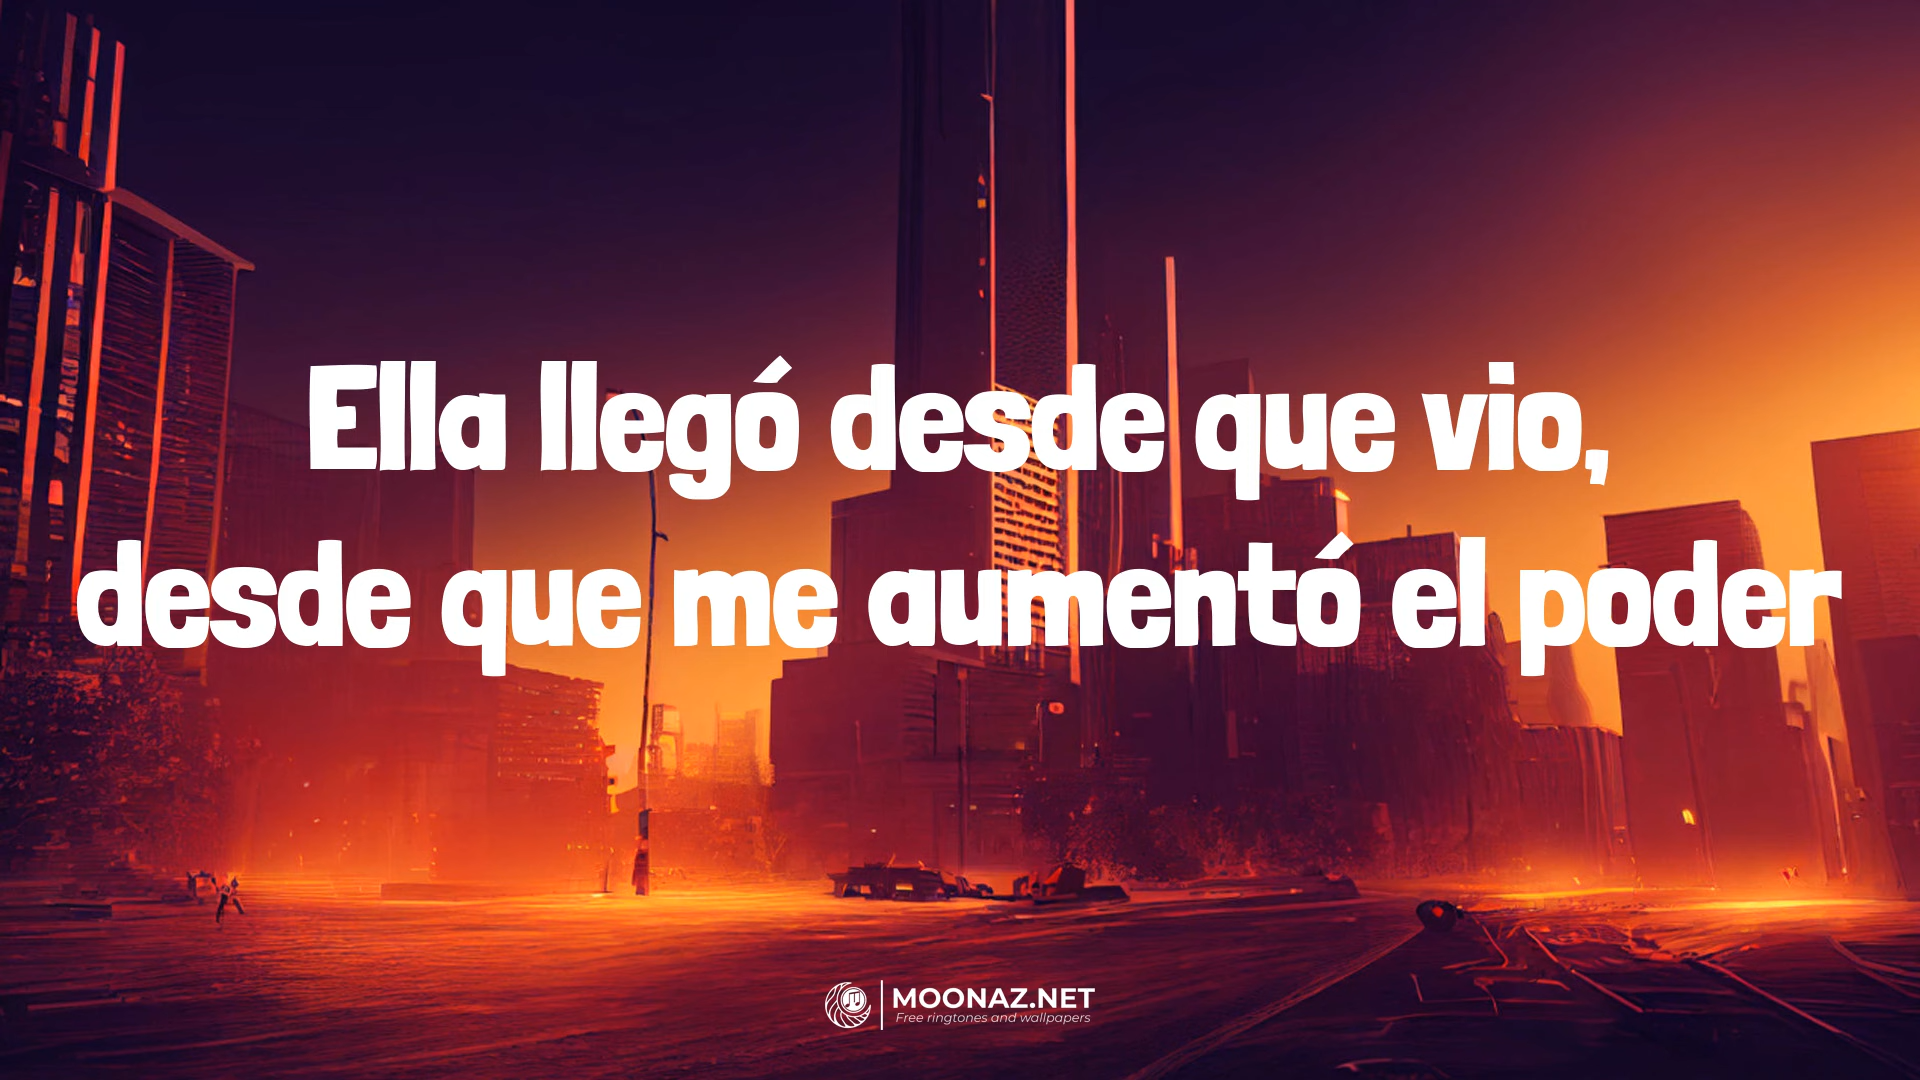 Ella llegó desde que vio,
desde que me aumentó el poder
MOONAZ.NET
Free ringtones and wallpapers